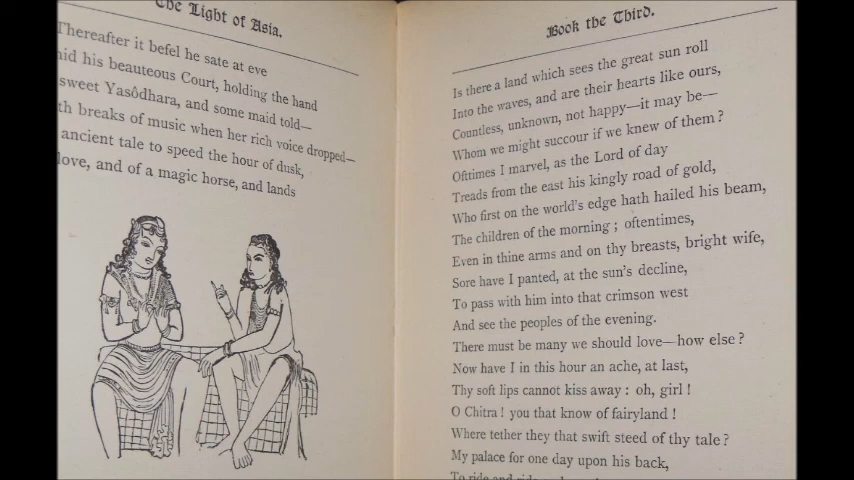 The Light of Asia.
Thereafter it befel he sate at eve
his beauteous Court, holding the hand
sweet Yasôdhara, and some maid told—
breaks of music when her rich voice dropped—
ancient tale to speed the hour of dusk,
love, and of a magic horse, and lands
Book the Third.
Is there a land which sees the great sun roll
Into the waves, and are their hearts like ours,
Countless, unknown, not happy—it may be—
Whom we might succour if we knew of them?
Ofttimes I marvel, as the Lord of day
Treads from the east his kingly road of gold,
Who first on the world's edge hath hailed his beam,
The children of the morning; oftentimes,
Even in thine arms and on thy breasts, bright wife,
Sore have I panted, at the sun's decline,
To pass with him into that crimson west
And see the peoples of the evening.
There must be many we should love—how else?
Now have I in this hour an ache, at last,
Thy soft lips cannot kiss away: oh, girl!
O Chitra! you that know of fairyland!
Where tether they that swift steed of thy tale?
My palace for one day upon his back,
To ride and ride